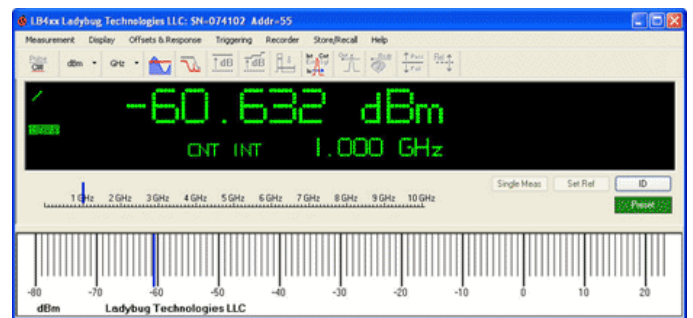 LB4xx Ladybug Technologies LLC: SN-074102 Addr-55
Measurement Display Offsets & Response Triggering Recorder Store/Recall Help
dBm GHz 1dB 1dB
-60.632 dBm
CNT INT 1.000 GHz
Single Meas Set Ref ID
1 GHz 2 GHz 3 GHz 4 GHz 5 GHz 6 GHz 7 GHz 8 GHz 9 GHz 10 GHz
Preset
-80 -70 -60 -50 -40 -30 -20 -10 0 10 20
dBm Ladybug Technologies LLC